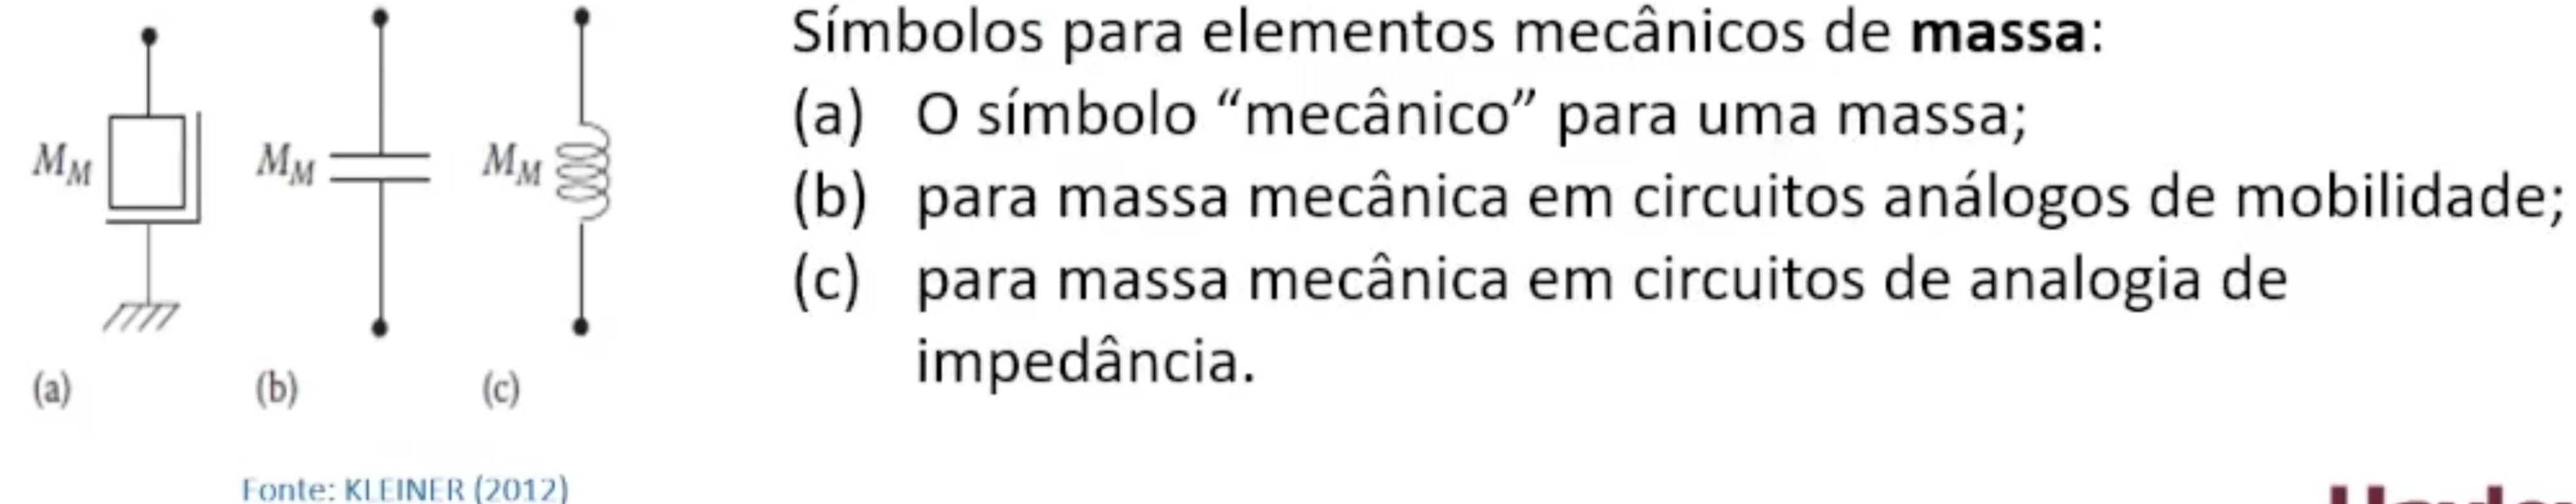 Símbolos para elementos mecânicos de massa:
(a) O símbolo “mecânico” para uma massa;
(b) para massa mecânica em circuitos análogos de mobilidade;
(c) para massa mecânica em circuitos de analogia de
impedância.
M_M M_M M_M
(a) (b) (c)
Fonte: KLEINER (2012)